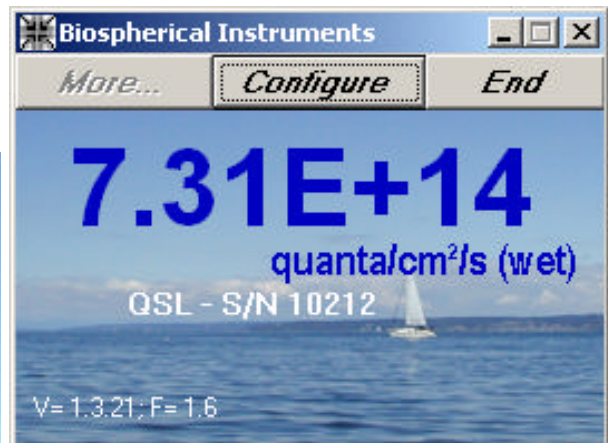 Biospherical Instruments
More... Configure End
7.31E+14
quanta/cm²/s (wet)
QSL - S/N 10212
V= 1.3.21; F= 1.6